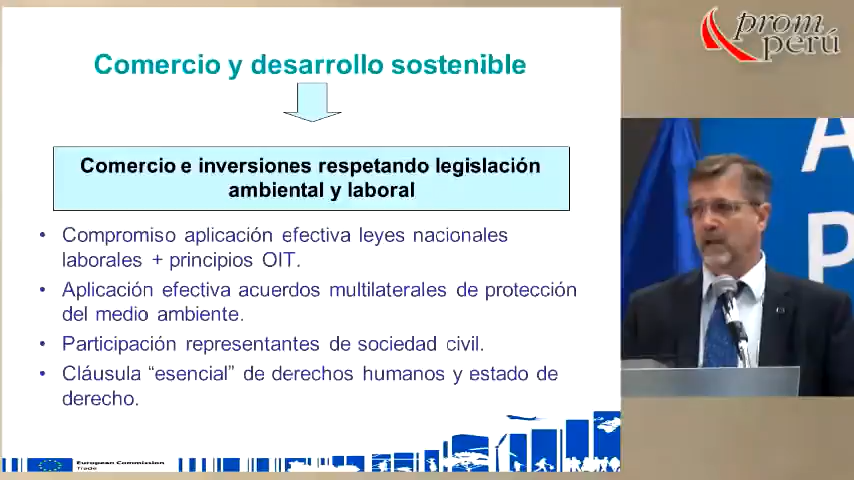 Comercio y desarrollo sostenible
Comercio e inversiones respetando legislación
ambiental y laboral
• Compromiso aplicación efectiva leyes nacionales
laborales + principios OIT.
• Aplicación efectiva acuerdos multilaterales de protección
del medio ambiente.
• Participación representantes de sociedad civil.
• Cláusula “esencial” de derechos humanos y estado de
derecho.
European Commission
Trade
prom
perú
A
P